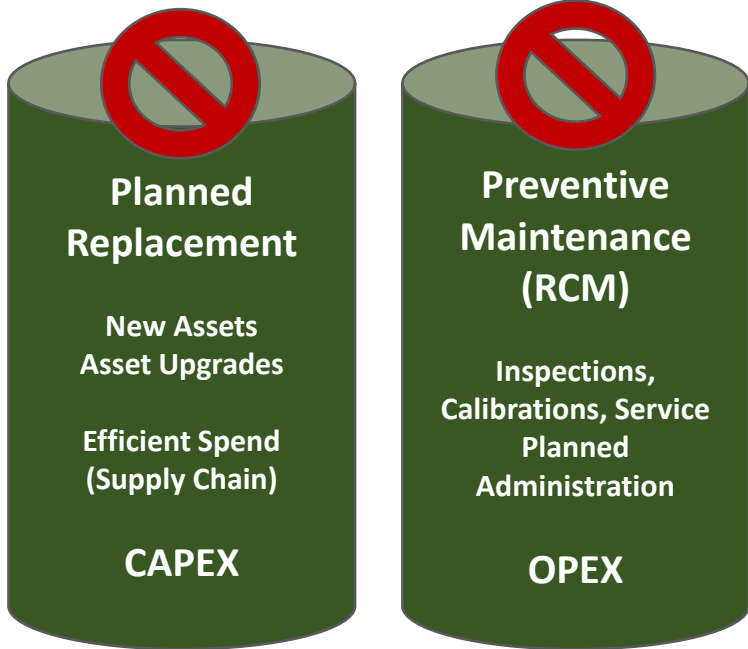 Planned
Replacement
New Assets
Asset Upgrades
Efficient Spend
(Supply Chain)
CAPEX
Preventive
Maintenance
(RCM)
Inspections,
Calibrations, Service
Planned
Administration
OPEX